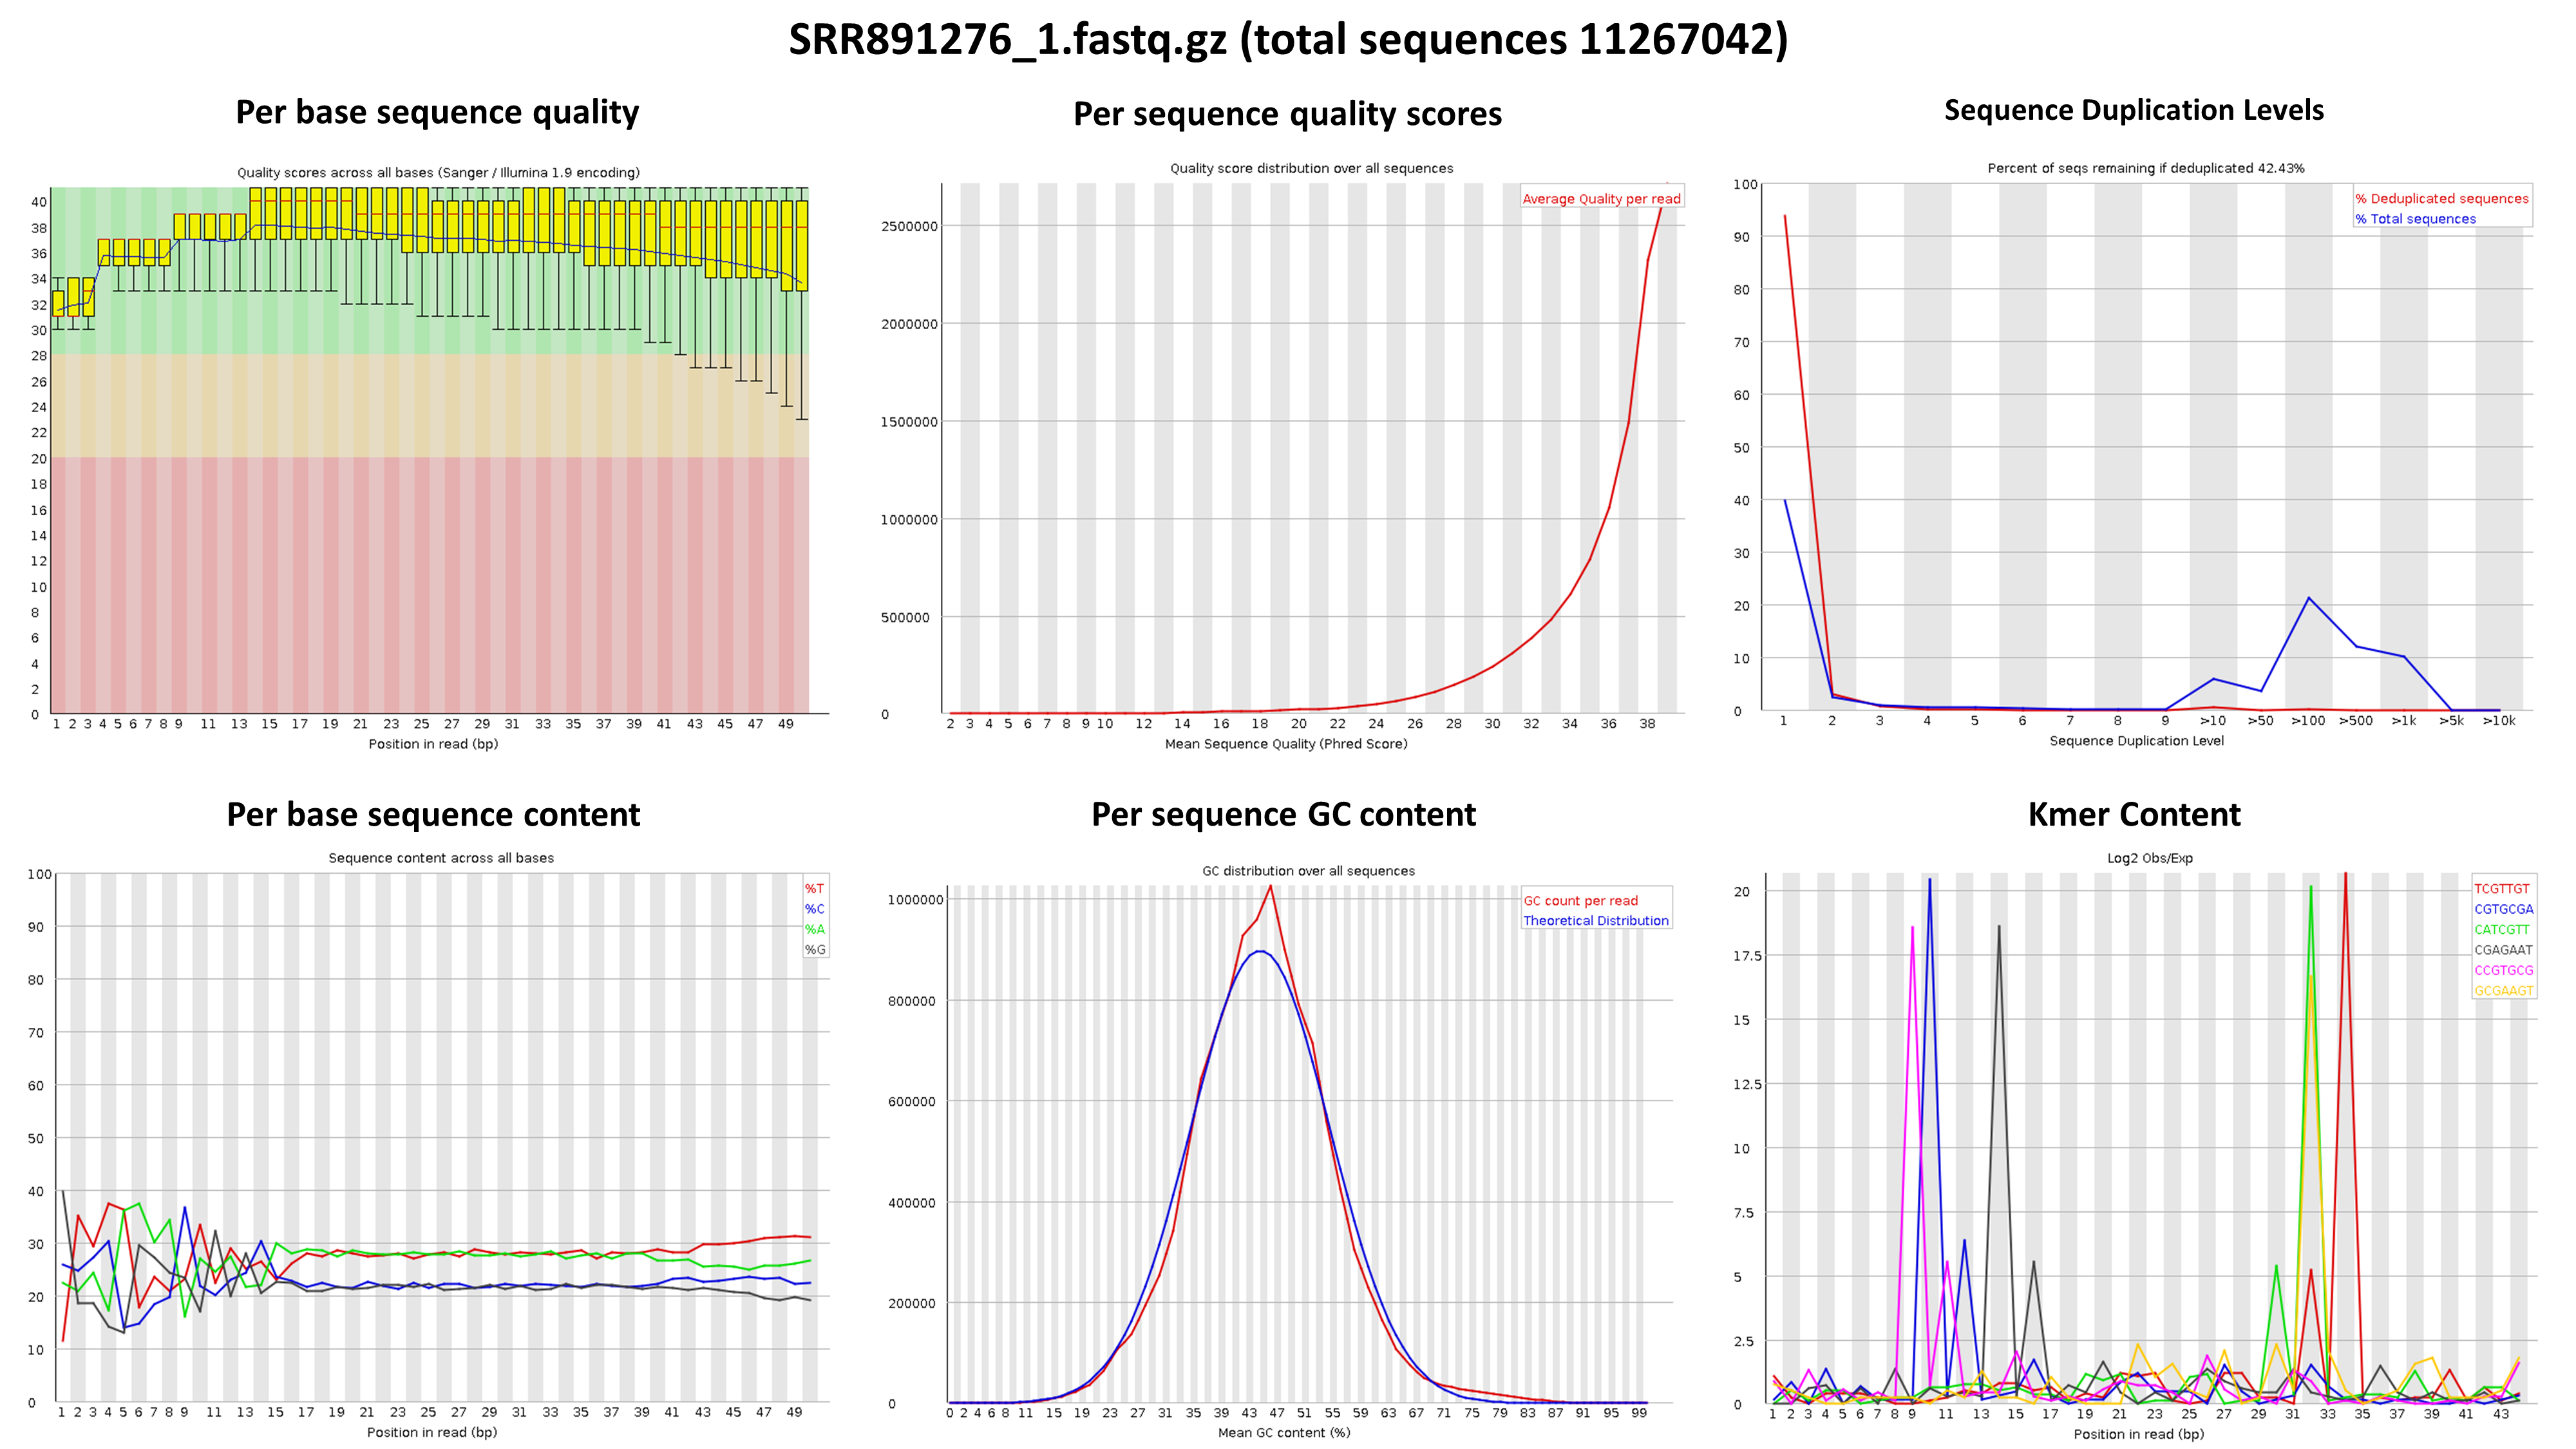 SRR891276_1.fastq.gz (total sequences 11267042)
Per base sequence quality
Quality scores across all bases (Sanger / Illumina 1.9 encoding)
40
38
36
34
32
30
28
26
24
22
20
18
16
14
12
10
8
6
4
2
0
1 2 3 4 5 6 7 8 9 11 13 15 17 19 21 23 25 27 29 31 33 35 37 39 41 43 45 47 49
Position in read (bp)
Per sequence quality scores
Quality score distribution over all sequences
Average Quality per read
2500000
2000000
1500000
1000000
500000
0
2 3 4 5 6 7 8 9 10 12 14 16 18 20 22 24 26 28 30 32 34 36 38
Mean Sequence Quality (Phred Score)
Sequence Duplication Levels
Percent of seqs remaining if deduplicated 42.43%
% Deduplicated sequences
% Total sequences
100
90
80
70
60
50
40
30
20
10
0
1 2 3 4 5 6 7 8 9 >10 >50 >100 >500 >1k >5k >10k
Sequence Duplication Level
Per base sequence content
Sequence content across all bases
%T
%C
%A
%G
100
90
80
70
60
50
40
30
20
10
0
1 2 3 4 5 6 7 8 9 11 13 15 17 19 21 23 25 27 29 31 33 35 37 39 41 43 45 47 49
Position in read (bp)
Per sequence GC content
GC distribution over all sequences
GC count per read
Theoretical Distribution
1000000
800000
600000
400000
200000
0
0 2 4 6 8 11 15 19 23 27 31 35 39 43 47 51 55 59 63 67 71 75 79 83 87 91 95 99
Mean GC content (%)
Kmer Content
Log2 Obs/Exp
TCGTTGT
CGTGCGA
CATCGTT
CGAGAAT
CCGTGCG
GCGAAGT
20
17.5
15
12.5
10
7.5
5
2.5
0
1 2 3 4 5 6 7 8 9 11 13 15 17 19 21 23 25 27 29 31 33 35 37 39 41 43
Position in read (bp)